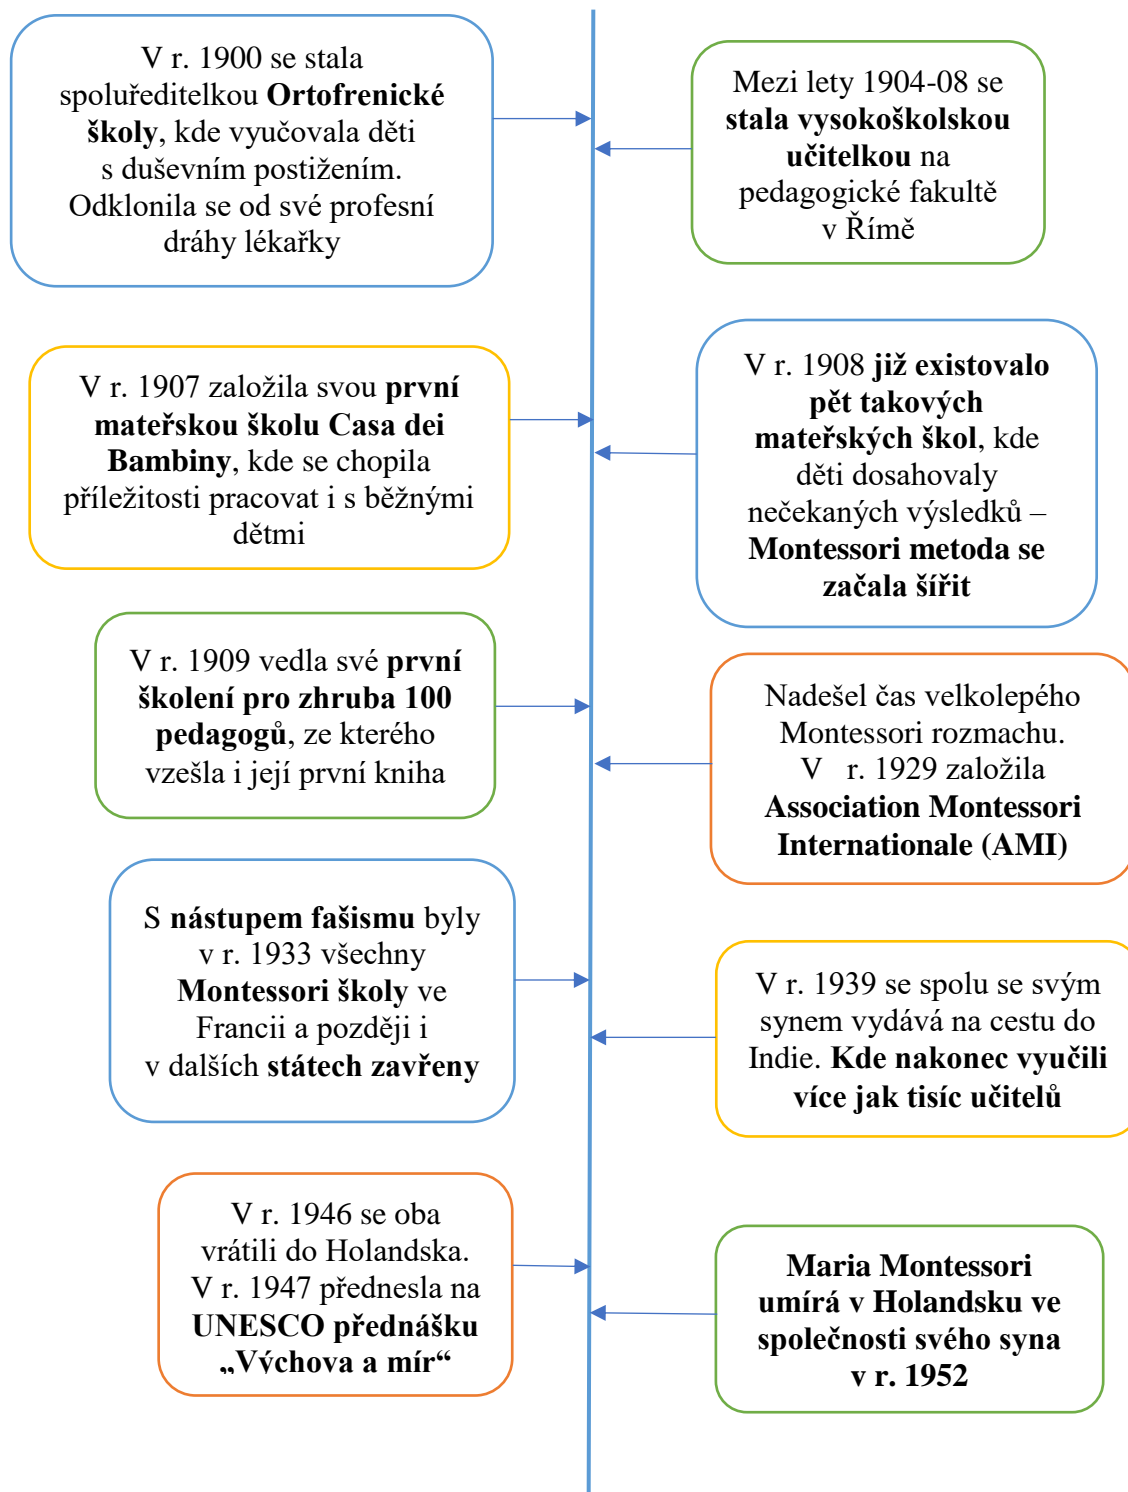 V r. 1900 se stala
spoluředitelkou Ortofrenické
školy, kde vyučovala děti
s duševním postižením.
Odklonila se od své profesní
dráhy lékařky
Mezi lety 1904-08 se
stala vysokoškolskou
učitelkou na
pedagogické fakultě
v Římě
V r. 1907 založila svou první
mateřskou školu Casa dei
Bambiny, kde se chopila
příležitosti pracovat i s běžnými
dětmi
V r. 1908 již existovalo
pět takových
mateřských škol, kde
děti dosahovaly
nečekaných výsledků –
Montessori metoda se
začala šířit
V r. 1909 vedla své první
školení pro zhruba 100
pedagogů, ze kterého
vzešla i její první kniha
Nadešel čas velkolepého
Montessori rozmachu.
V r. 1929 založila
Association Montessori
Internationale (AMI)
S nástupem fašismu byly
v r. 1933 všechny
Montessori školy ve
Francii a později i
v dalších státech zavřeny
V r. 1939 se spolu se svým
synem vydává na cestu do
Indie. Kde nakonec vyučili
více jak tisíc učitelů
V r. 1946 se oba
vrátili do Holandska.
V r. 1947 přednesla na
UNESCO přednášku
„Výchova a mír“
Maria Montessori
umírá v Holandsku ve
společnosti svého syna
v r. 1952